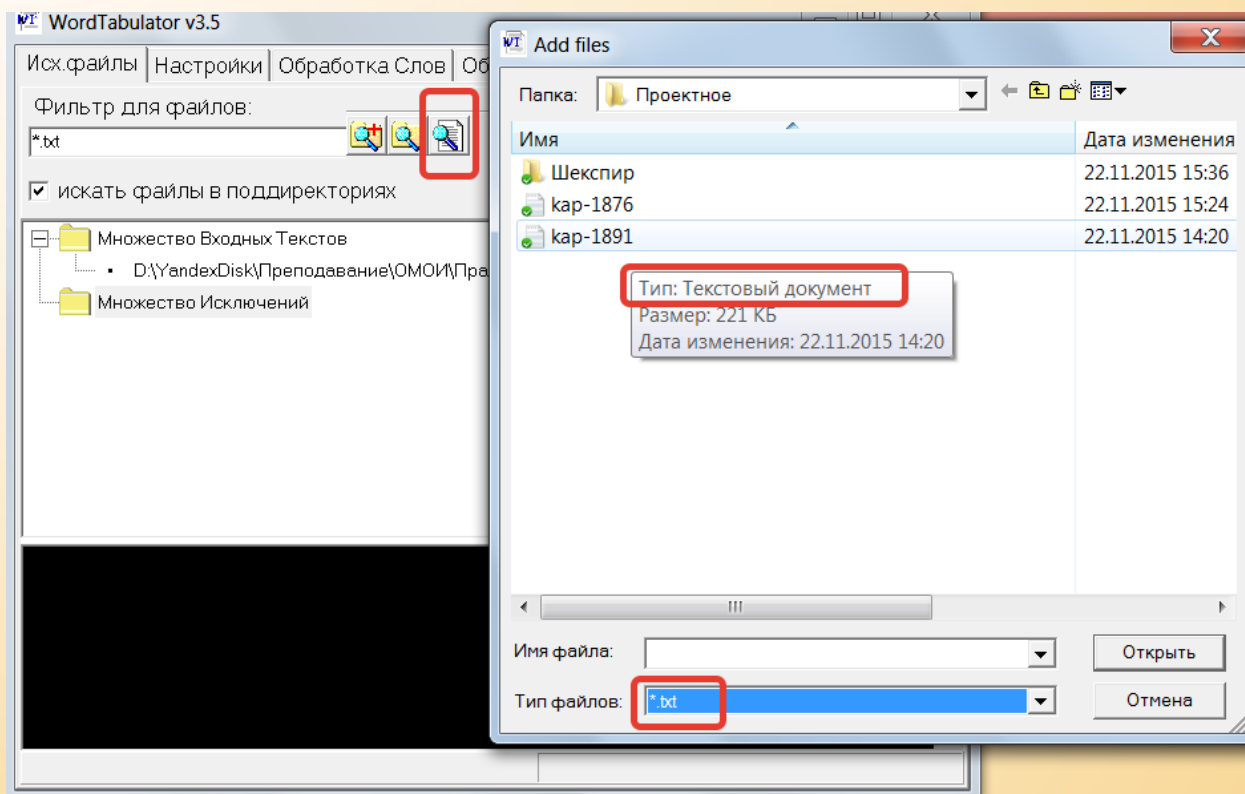 WordTabulator v3.5
Исх.файлы Настройки Обработка Слов Об
Фильтр для файлов:
*.txt
искать файлы в поддиректориях
Множество Входных Текстов
D:\YandexDisk\Преподавание\ОМОИ\Пра
Множество Исключений
Add files
Папка: Проектное
Имя Дата изменения
Шекспир 22.11.2015 15:36
kap-1876 22.11.2015 15:24
kap-1891 22.11.2015 14:20
Тип: Текстовый документ
Размер: 221 КБ
Дата изменения: 22.11.2015 14:20
Имя файла: Открыть
Тип файлов: *.txt Отмена